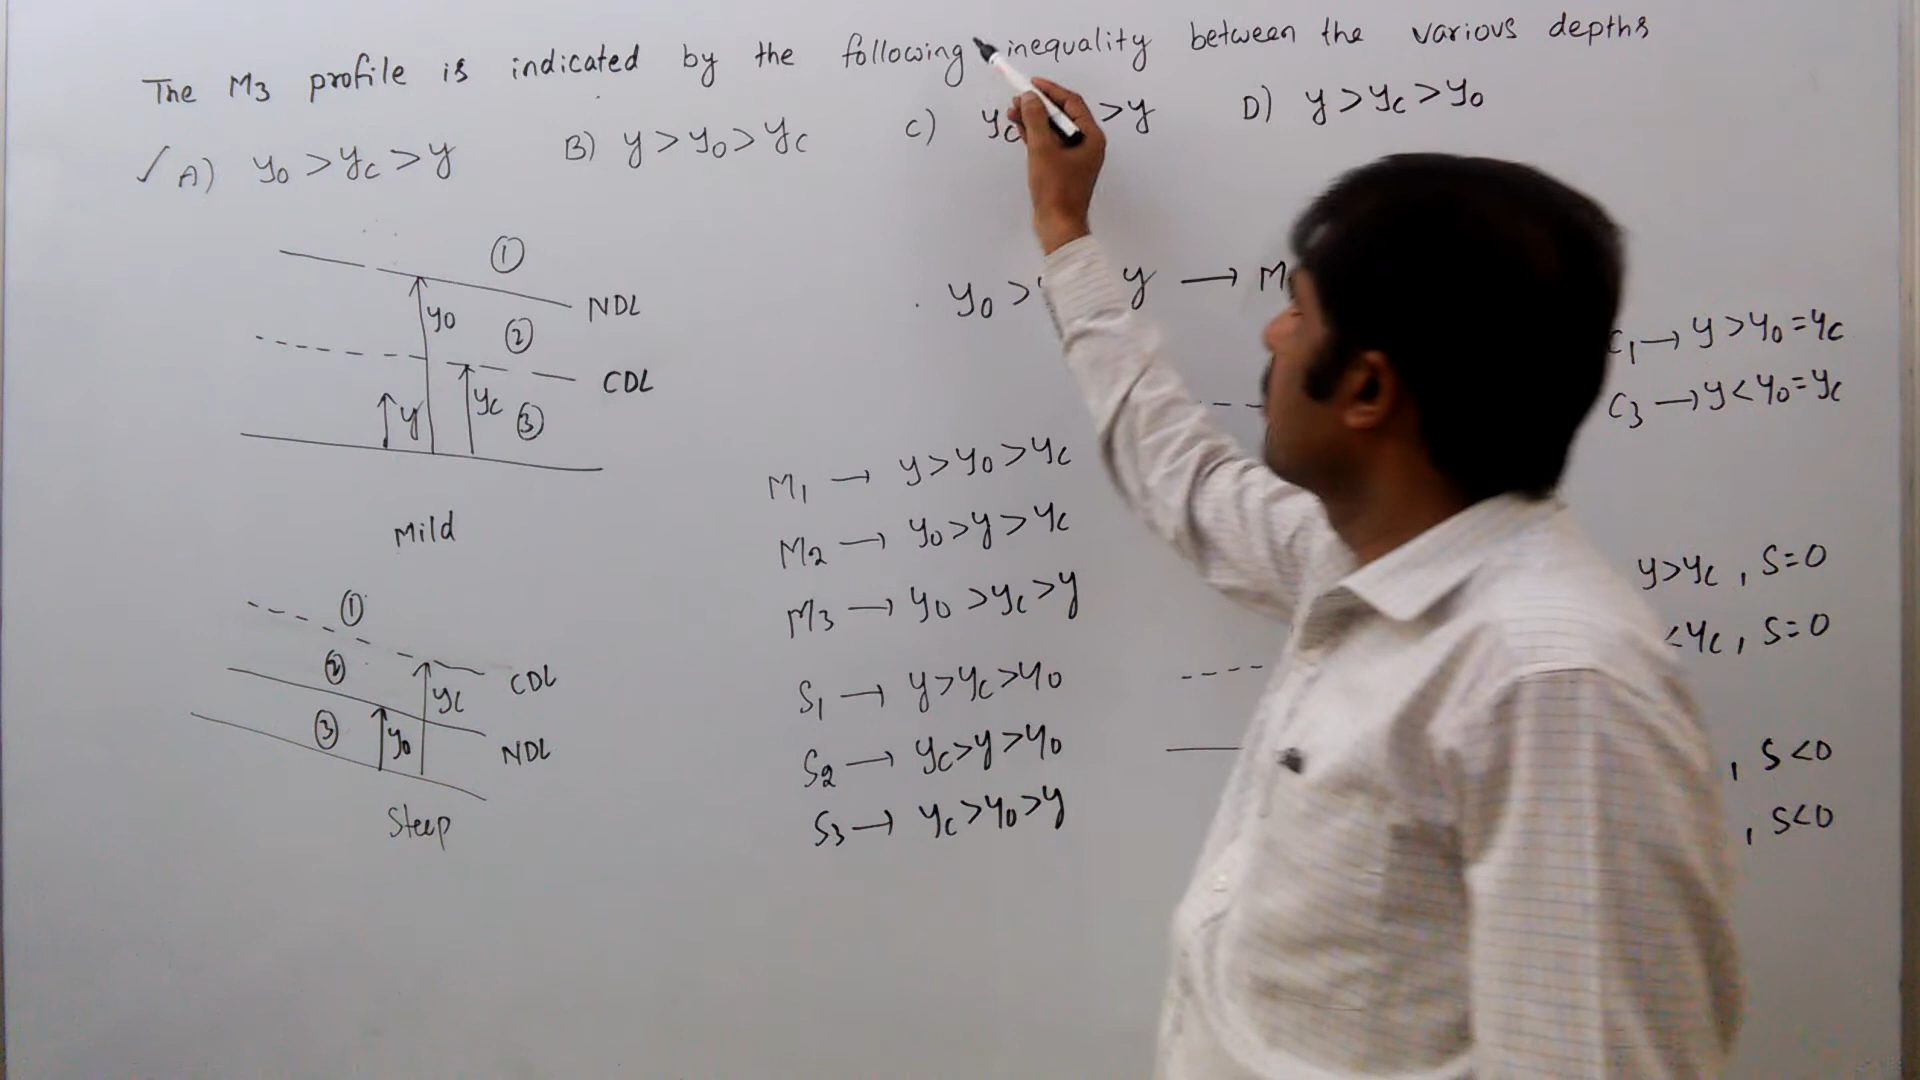 The M3 profile is indicated by the following inequality between the various depths
✓ A) y0 > yc > y B) y > y0 > yc C) yc > y D) y > yc > y0
①
NDL
y0
②
CDL
y
yc
③
Mild
①
②
CDL
yc
③
y0
NDL
Steep
y0 > y → M
M1 → y > y0 > yc
M2 → y0 > y > yc
M3 → y0 > yc > y
S1 → y > yc > y0
S2 → yc > y > y0
S3 → yc > y0 > y
C1 → y > y0 = yc
C3 → y < y0 = yc
y > yc , S = 0
< yc , S = 0
, S < 0
, S < 0